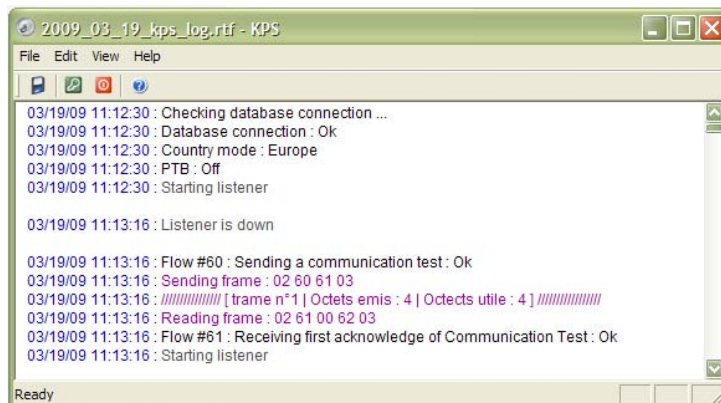 2009_03_19_kps_log.rtf - KPS
File Edit View Help
03/19/09 11:12:30 : Checking database connection ...
03/19/09 11:12:30 : Database connection : Ok
03/19/09 11:12:30 : Country mode : Europe
03/19/09 11:12:30 : PTB : Off
03/19/09 11:12:30 : Starting listener
03/19/09 11:13:16 : Listener is down
03/19/09 11:13:16 : Flow #60 : Sending a communication test : Ok
03/19/09 11:13:16 : Sending frame : 02 60 61 03
03/19/09 11:13:16 : //////////////// [ trame n°1 | Octets emis : 4 | Octects utile : 4 ] /////////////////
03/19/09 11:13:16 : Reading frame : 02 61 00 62 03
03/19/09 11:13:16 : Flow #61 : Receiving first acknowledge of Communication Test : Ok
03/19/09 11:13:16 : Starting listener
Ready